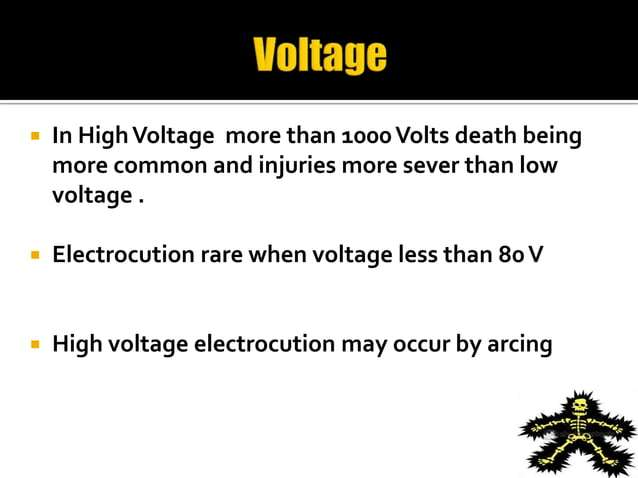 Voltage
In High Voltage more than 1000 Volts death being
more common and injuries more sever than low
voltage .
Electrocution rare when voltage less than 80 V
High voltage electrocution may occur by arcing